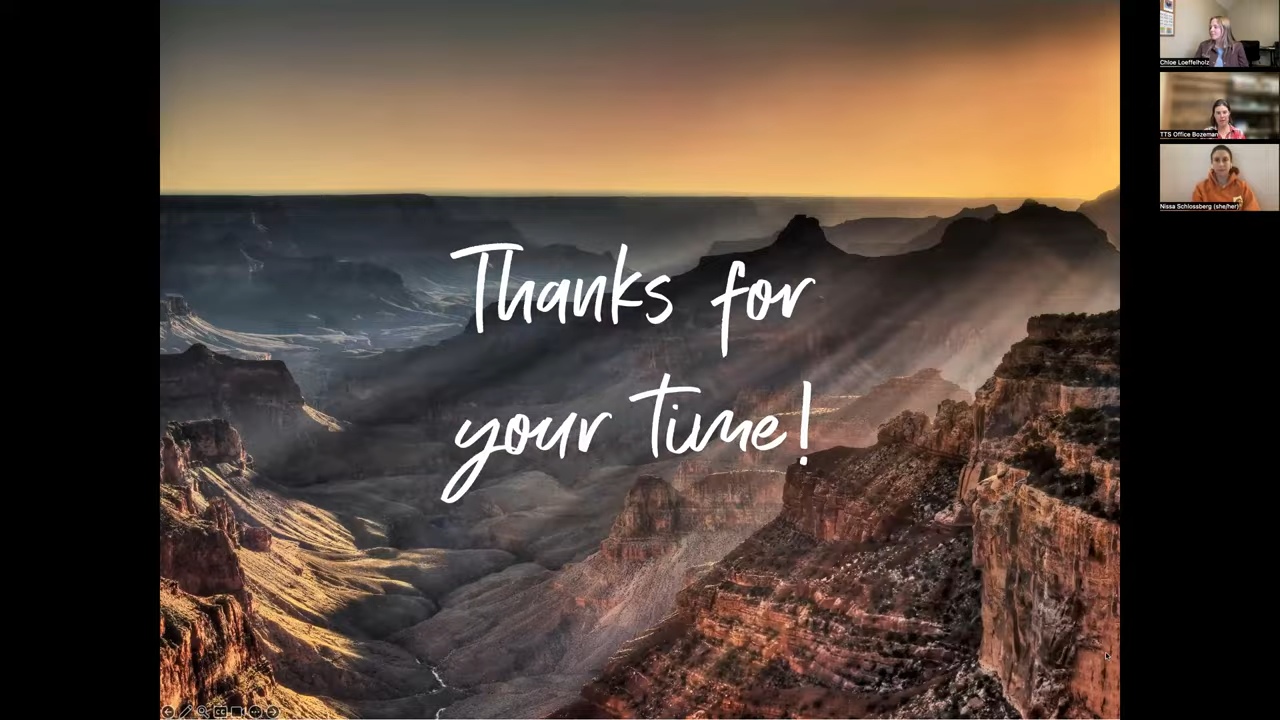 Thanks for
your time!
Chloe Loeffelholz
TTS Office Bozeman
Nissa Schlossberg (she/her)